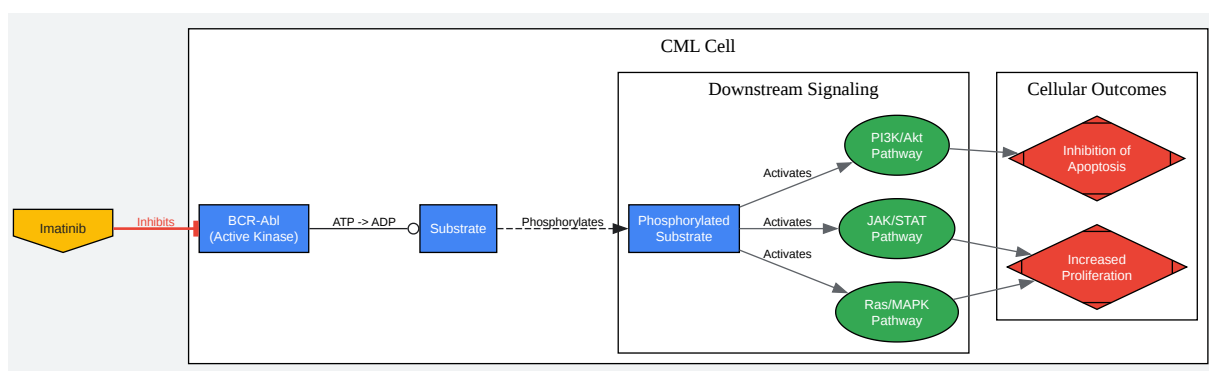 CML Cell
Downstream Signaling
Cellular Outcomes
Imatinib
Inhibits
BCR-Abl
(Active Kinase)
ATP -> ADP
Substrate
Phosphorylates
Phosphorylated
Substrate
Activates
Activates
Activates
PI3K/Akt
Pathway
JAK/STAT
Pathway
Ras/MAPK
Pathway
Inhibition of
Apoptosis
Increased
Proliferation